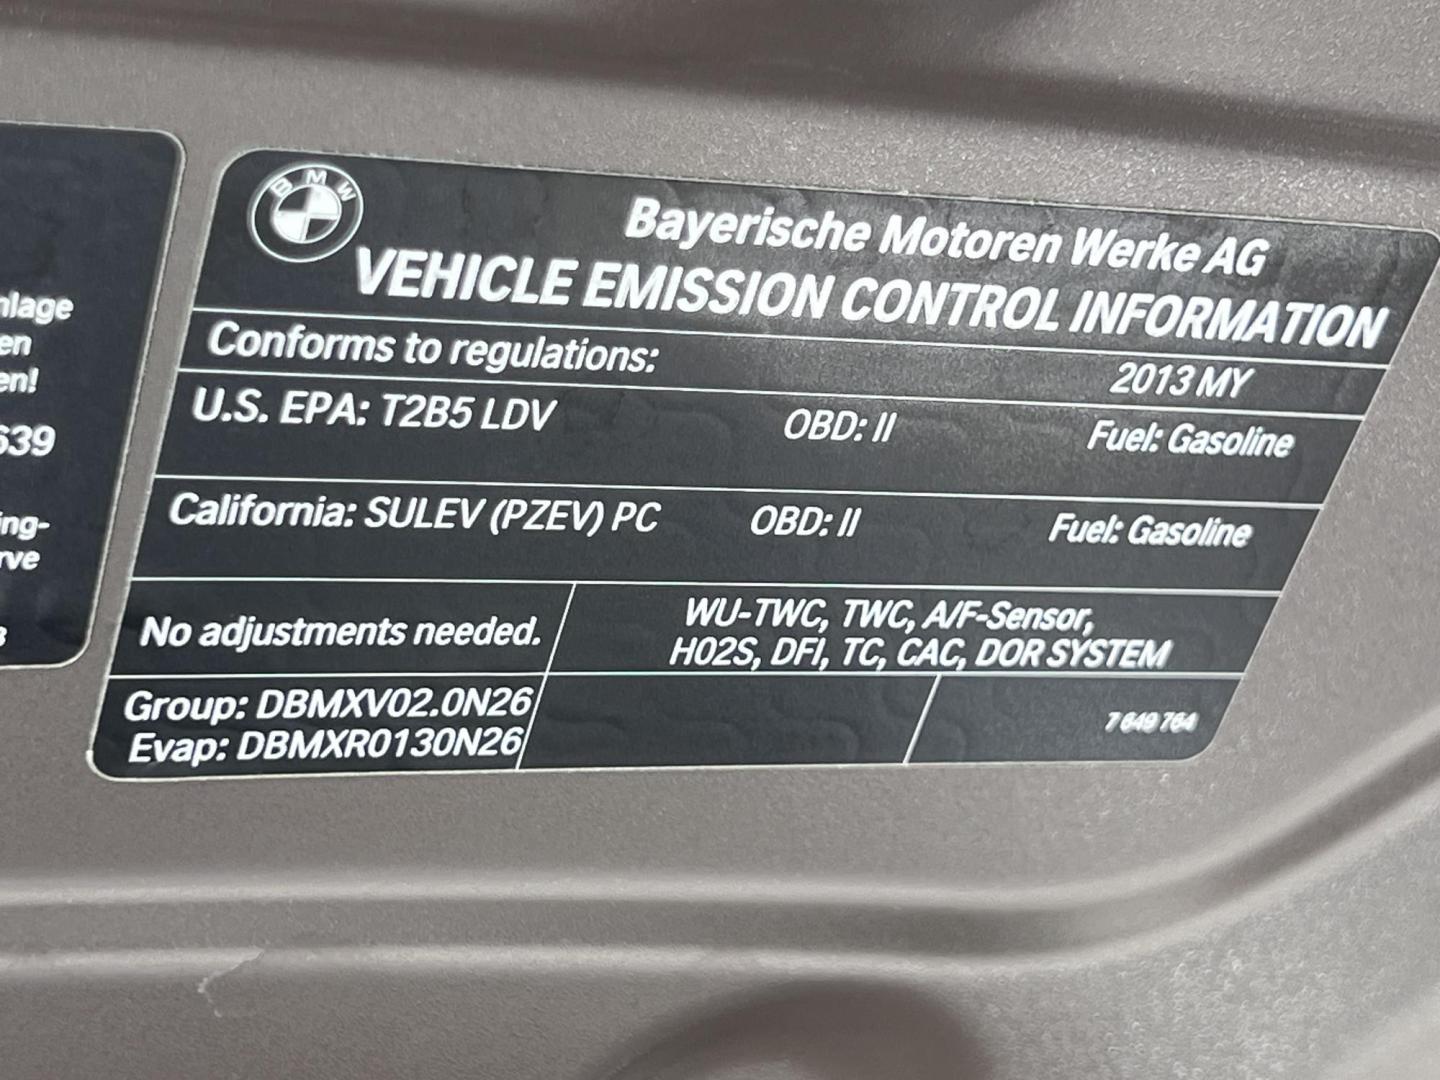 nlage
en
en!
639
ing-
rve
B M W
Bayerische Motoren Werke AG
VEHICLE EMISSION CONTROL INFORMATION
Conforms to regulations: 2013 MY
U.S. EPA: T2B5 LDV OBD: II Fuel: Gasoline
California: SULEV (PZEV) PC OBD: II Fuel: Gasoline
No adjustments needed.
WU-TWC, TWC, A/F-Sensor,
H02S, DFI, TC, CAC, DOR SYSTEM
Group: DBMXV02.0N26
Evap: DBMXR0130N26
7 649 764